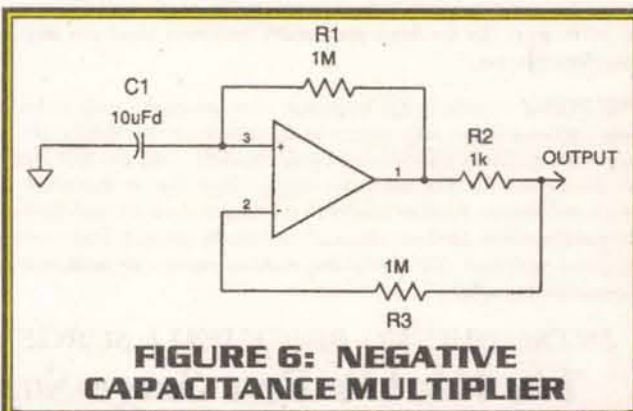 R1
1M
C1
10uFd
3
+
R2
1k
1
OUTPUT
2
-
1M
R3
FIGURE 6: NEGATIVE
CAPACITANCE MULTIPLIER